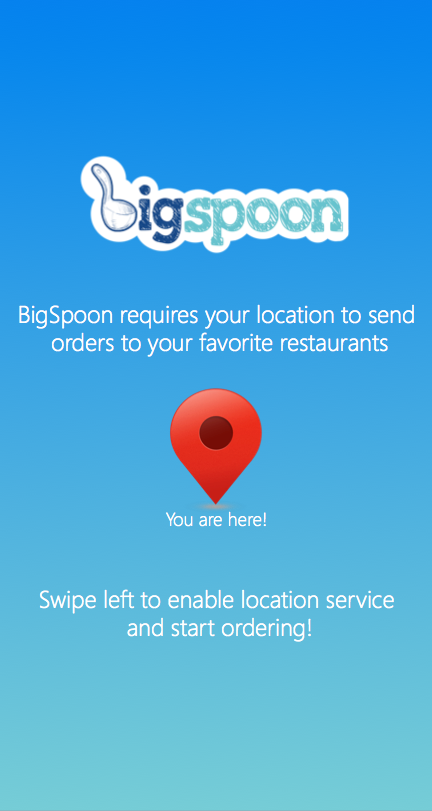 bigspoon
BigSpoon requires your location to send
orders to your favorite restaurants
You are here!
Swipe left to enable location service
and start ordering!